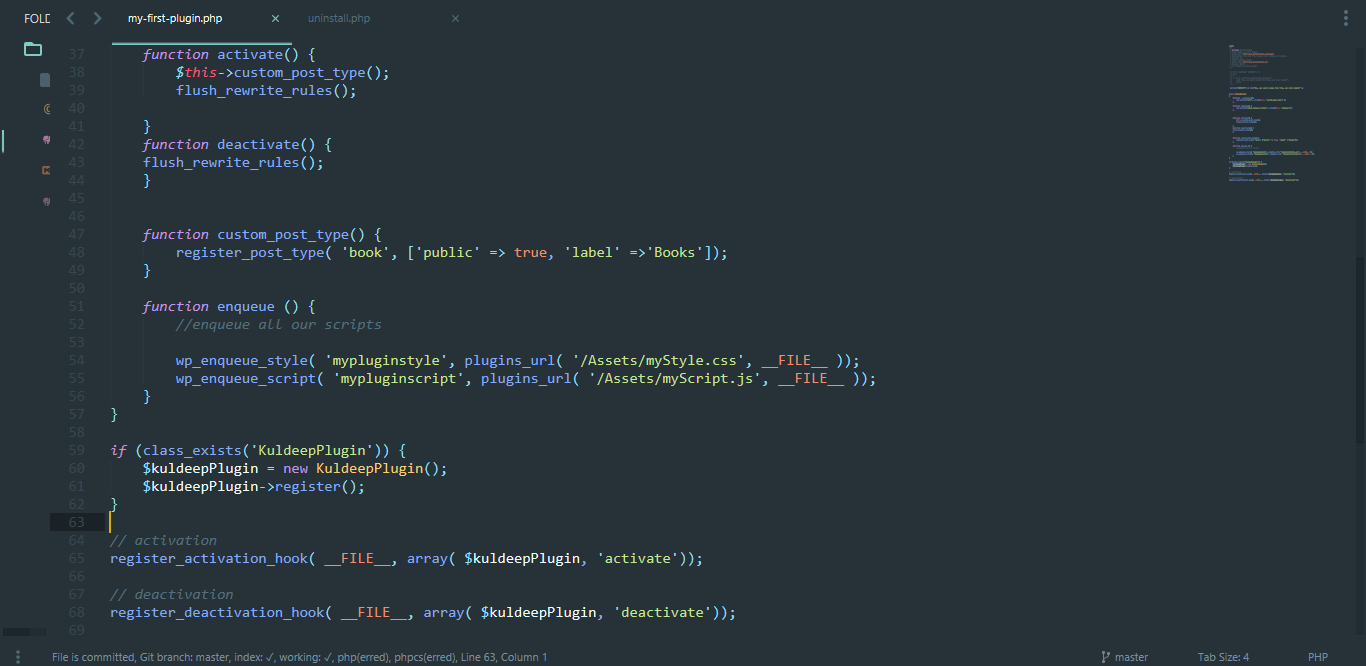 FOLD
my-first-plugin.php
uninstall.php
37 function activate() {
38 $this->custom_post_type();
39 flush_rewrite_rules();
40
41 }
42 function deactivate() {
43 flush_rewrite_rules();
44 }
45
46
47 function custom_post_type() {
48 register_post_type( 'book', ['public' => true, 'label' =>'Books']);
49 }
50
51 function enqueue () {
52 //enqueue all our scripts
53
54 wp_enqueue_style( 'mypluginstyle', plugins_url( '/Assets/myStyle.css', __FILE__ ));
55 wp_enqueue_script( 'mypluginscript', plugins_url( '/Assets/myScript.js', __FILE__ ));
56 }
57 }
58
59 if (class_exists('KuldeepPlugin')) {
60 $kuldeepPlugin = new KuldeepPlugin();
61 $kuldeepPlugin->register();
62 }
63
64 // activation
65 register_activation_hook( __FILE__, array( $kuldeepPlugin, 'activate'));
66
67 // deactivation
68 register_deactivation_hook( __FILE__, array( $kuldeepPlugin, 'deactivate'));
69
File is committed, Git branch: master, index: ✓, working: ✓, php(erred), phpcs(erred), Line 63, Column 1
master
Tab Size: 4
PHP